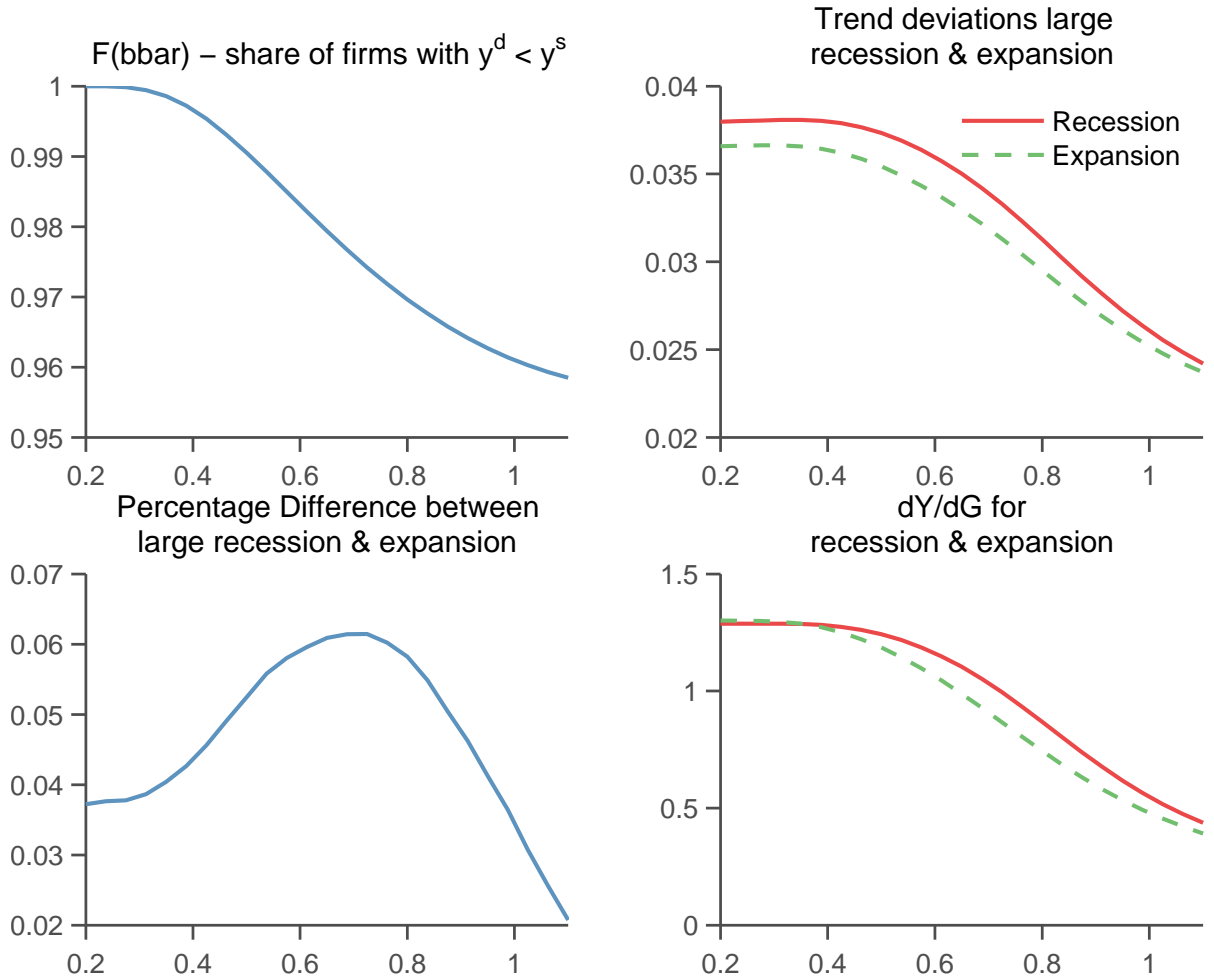 F(bbar) – share of firms with y^d < y^s
1
0.99
0.98
0.97
0.96
0.95
0.2 0.4 0.6 0.8 1
Trend deviations large
recession & expansion
0.04
0.035
0.03
0.025
0.02
Recession
Expansion
0.2 0.4 0.6 0.8 1
Percentage Difference between
large recession & expansion
0.07
0.06
0.05
0.04
0.03
0.02
0.2 0.4 0.6 0.8 1
dY/dG for
recession & expansion
1.5
1
0.5
0
0.2 0.4 0.6 0.8 1